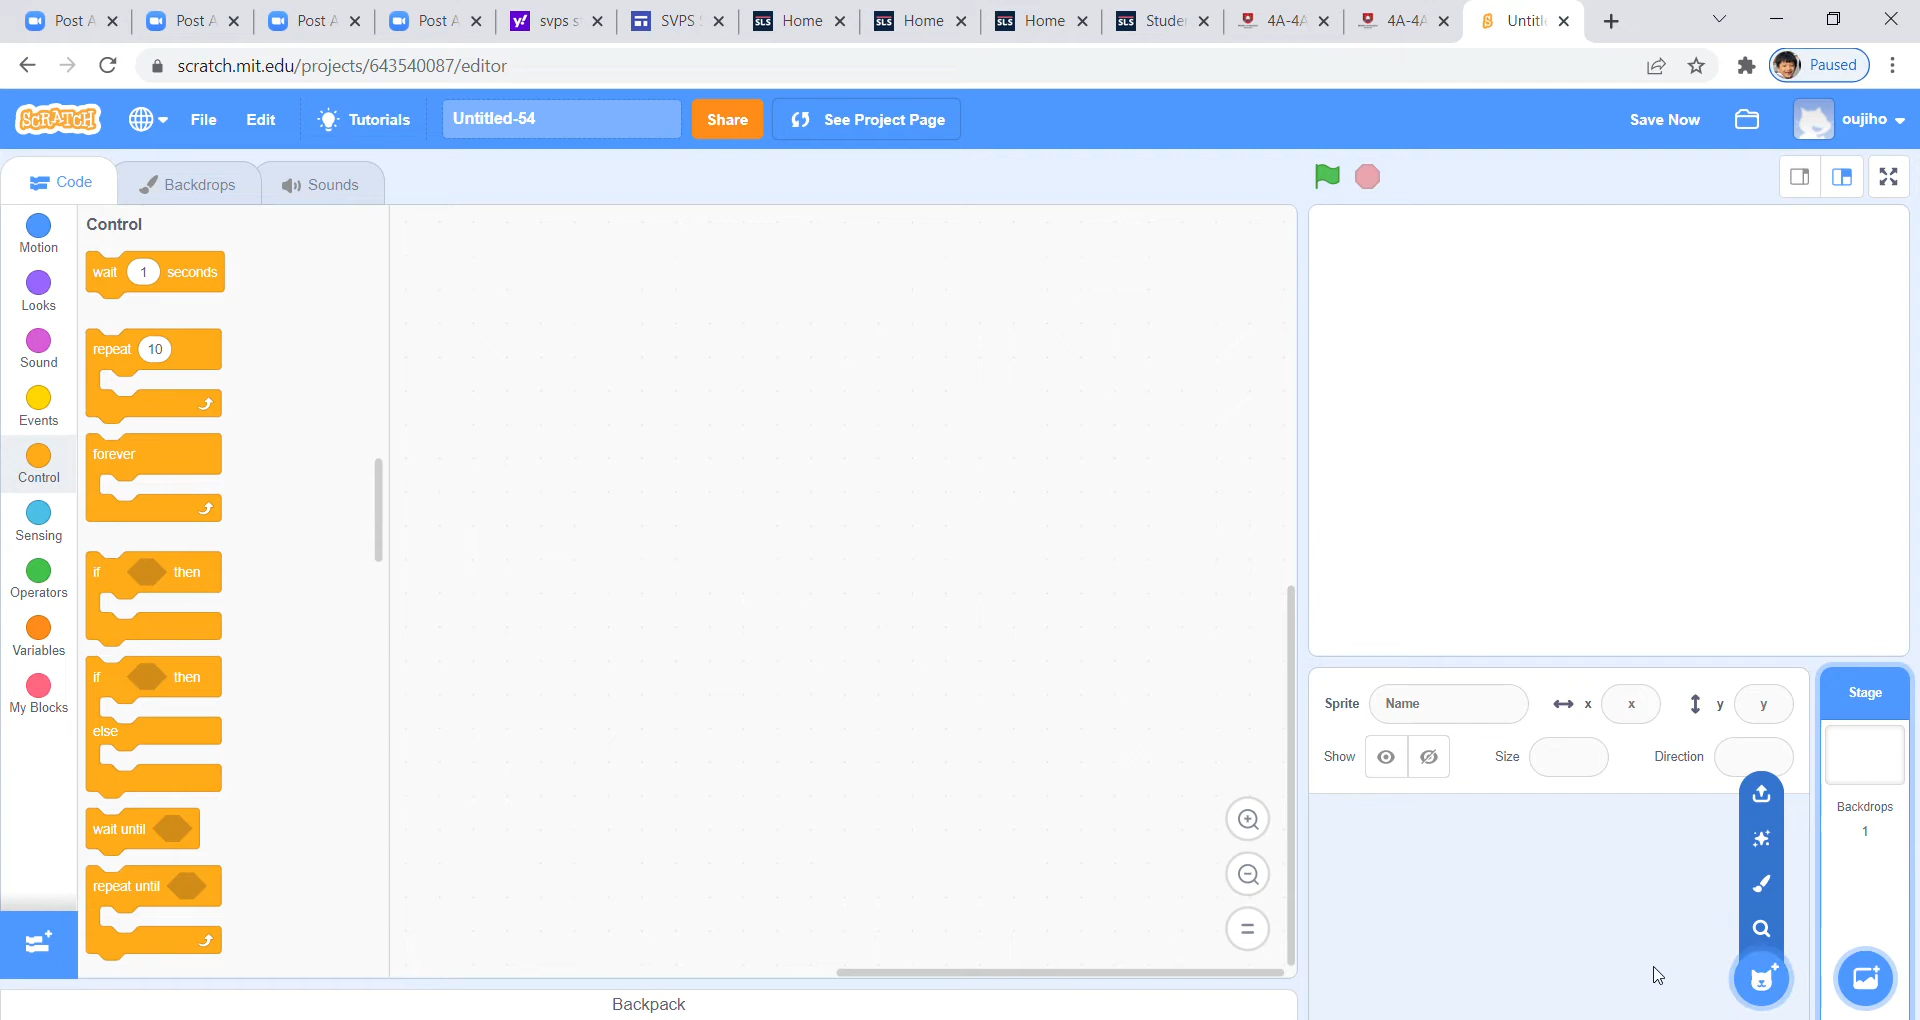 Post A
Post A
Post A
Post A
svps s
SVPS
Home
Home
Home
Stude
4A-4A
4A-4A
Untitl
scratch.mit.edu/projects/643540087/editor
Paused
SCRATCH
File
Edit
Tutorials
Untitled-54
Share
See Project Page
Save Now
oujiho
Code
Backdrops
Sounds
Motion
Looks
Sound
Events
Control
Sensing
Operators
Variables
My Blocks
Control
wait 1 seconds
repeat 10
forever
if then
if then
else
wait until
repeat until
Sprite Name x x y y
Show Size Direction
Stage
Backdrops
1
Backpack